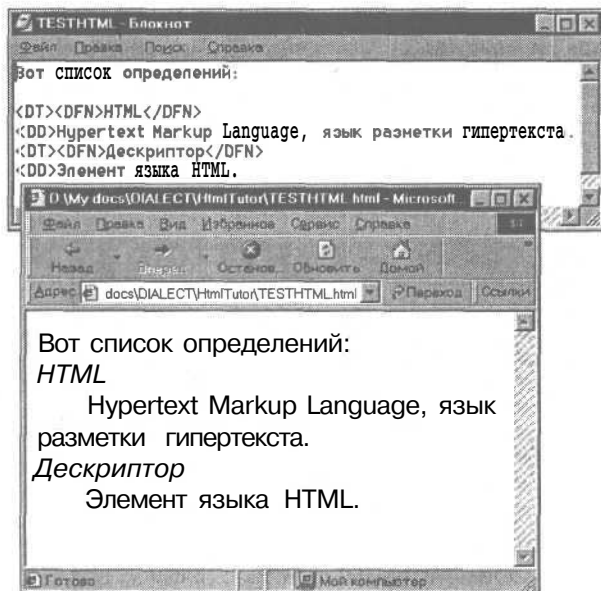 TESTHTML - Блокнот
Файл Правка Поиск Справка
Вот СПИСОК определений:
<DT><DFN>HTML</DFN>
<DD>Hypertext Markup Language, язык разметки гипертекста.
<DT><DFN>Дескриптор</DFN>
<DD>Элемент языка HTML.
D:\My docs\DIALECT\HtmlTutor\TESTHTML.html - Microsoft
Файл Правка Вид Избранное Сервис Справка
Назад Вперед Останов.. Обновить Домой
Адрес docs\DIALECT\HtmlTutor\TESTHTML.html Переход Ссылки
Вот список определений:
HTML
Hypertext Markup Language, язык
разметки гипертекста.
Дескриптор
Элемент языка HTML.
Готово Мой компьютер